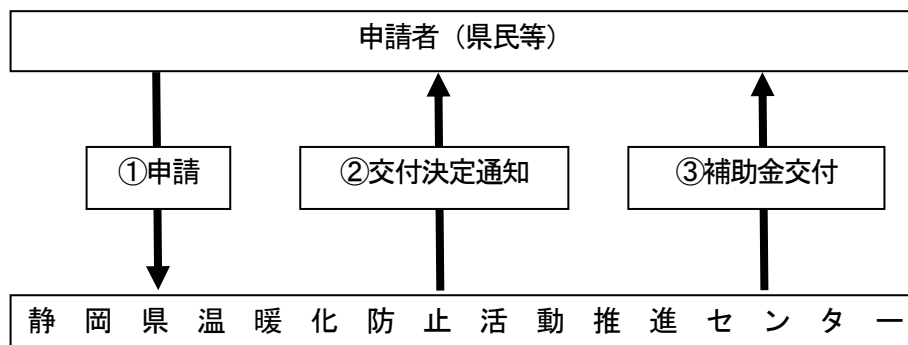 申請者（県民等）
①申請
②交付決定通知
③補助金交付
静岡県温暖化防止活動推進センター